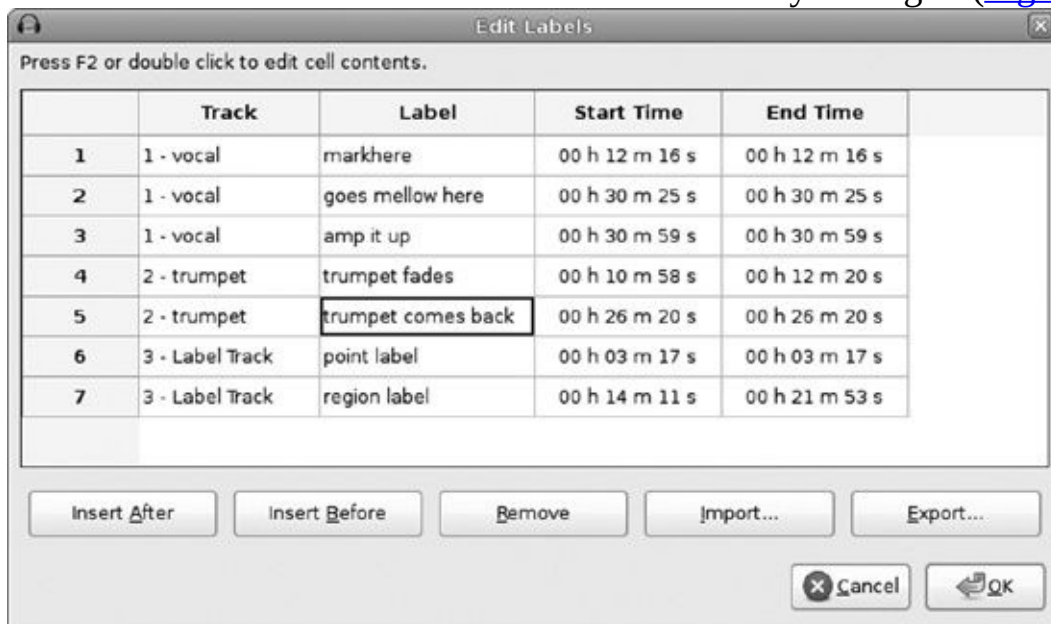 Edit Labels
Press F2 or double click to edit cell contents.
Track Label Start Time End Time
1 1 - vocal markhere 00 h 12 m 16 s 00 h 12 m 16 s
2 1 - vocal goes mellow here 00 h 30 m 25 s 00 h 30 m 25 s
3 1 - vocal amp it up 00 h 30 m 59 s 00 h 30 m 59 s
4 2 - trumpet trumpet fades 00 h 10 m 58 s 00 h 12 m 20 s
5 2 - trumpet trumpet comes back 00 h 26 m 20 s 00 h 26 m 20 s
6 3 - Label Track point label 00 h 03 m 17 s 00 h 03 m 17 s
7 3 - Label Track region label 00 h 14 m 11 s 00 h 21 m 53 s
Insert After Insert Before Remove Import... Export...
Cancel OK